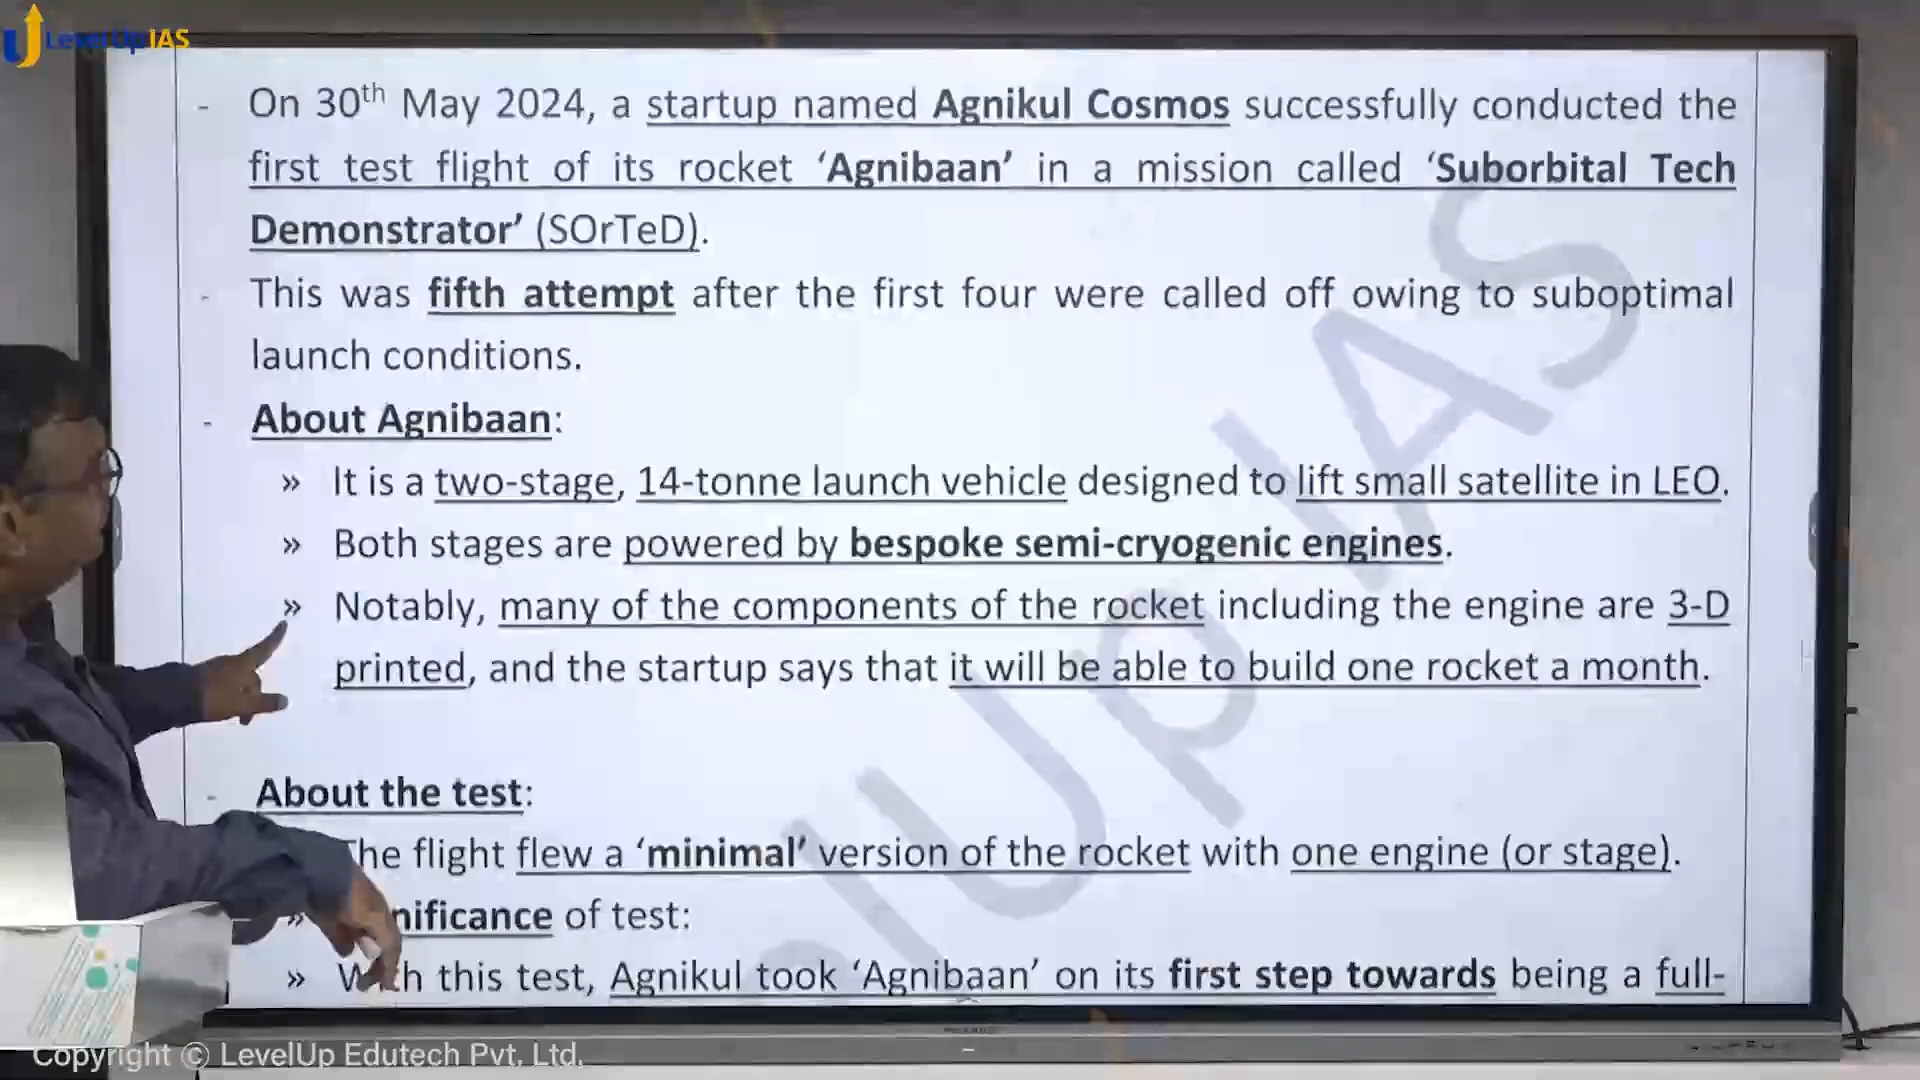 LevelUp IAS
- On 30th May 2024, a startup named Agnikul Cosmos successfully conducted the
first test flight of its rocket ‘Agnibaan’ in a mission called ‘Suborbital Tech
Demonstrator’ (SOrTeD).
- This was fifth attempt after the first four were called off owing to suboptimal
launch conditions.
- About Agnibaan:
» It is a two-stage, 14-tonne launch vehicle designed to lift small satellite in LEO.
» Both stages are powered by bespoke semi-cryogenic engines.
» Notably, many of the components of the rocket including the engine are 3-D
printed, and the startup says that it will be able to build one rocket a month.
- About the test:
The flight flew a ‘minimal’ version of the rocket with one engine (or stage).
» nificance of test:
» With this test, Agnikul took ‘Agnibaan’ on its first step towards being a full-
lUp IAS
Copyright © LevelUp Edutech Pvt. Ltd.